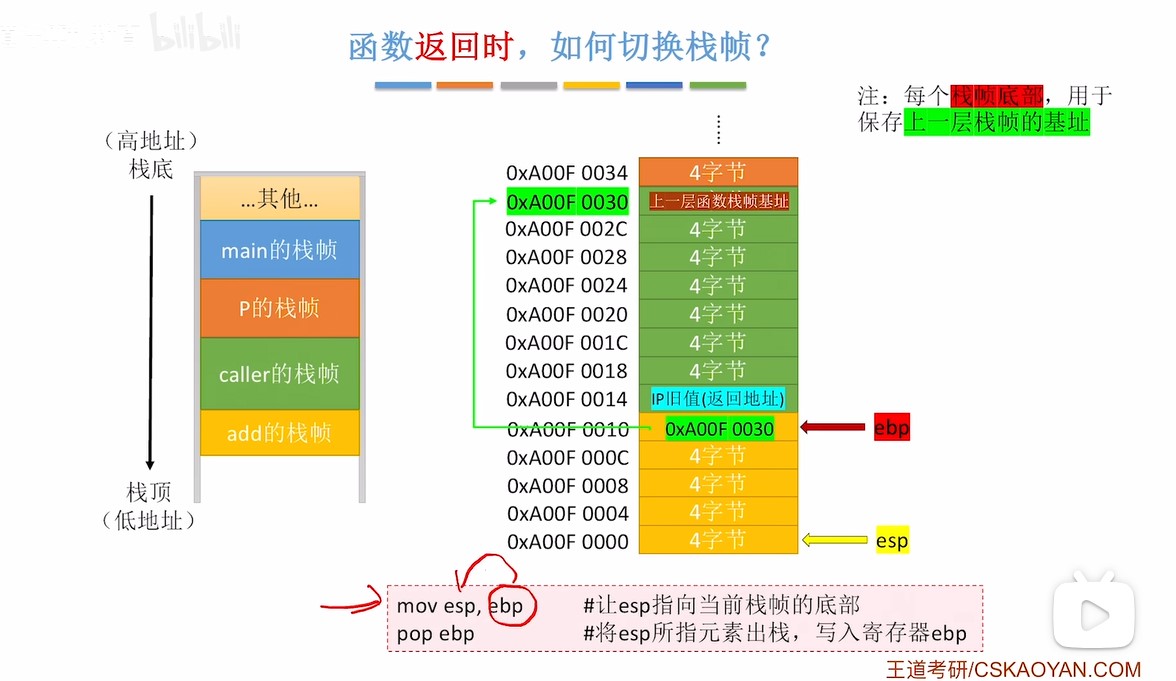 bilibili
函数返回时，如何切换栈帧？
注：每个栈帧底部，用于
保存上一层栈帧的基址
（高地址）
栈底
...其他...
main的栈帧
P的栈帧
caller的栈帧
add的栈帧
栈顶
（低地址）
0xA00F 0034 4字节
0xA00F 0030 上一层函数栈帧基址
0xA00F 002C 4字节
0xA00F 0028 4字节
0xA00F 0024 4字节
0xA00F 0020 4字节
0xA00F 001C 4字节
0xA00F 0018 4字节
0xA00F 0014 IP旧值(返回地址)
0xA00F 0010 0xA00F 0030 ebp
0xA00F 000C 4字节
0xA00F 0008 4字节
0xA00F 0004 4字节
0xA00F 0000 4字节 esp
mov esp, ebp #让esp指向当前栈帧的底部
pop ebp #将esp所指元素出栈，写入寄存器ebp
王道考研/CSKAOYAN.COM